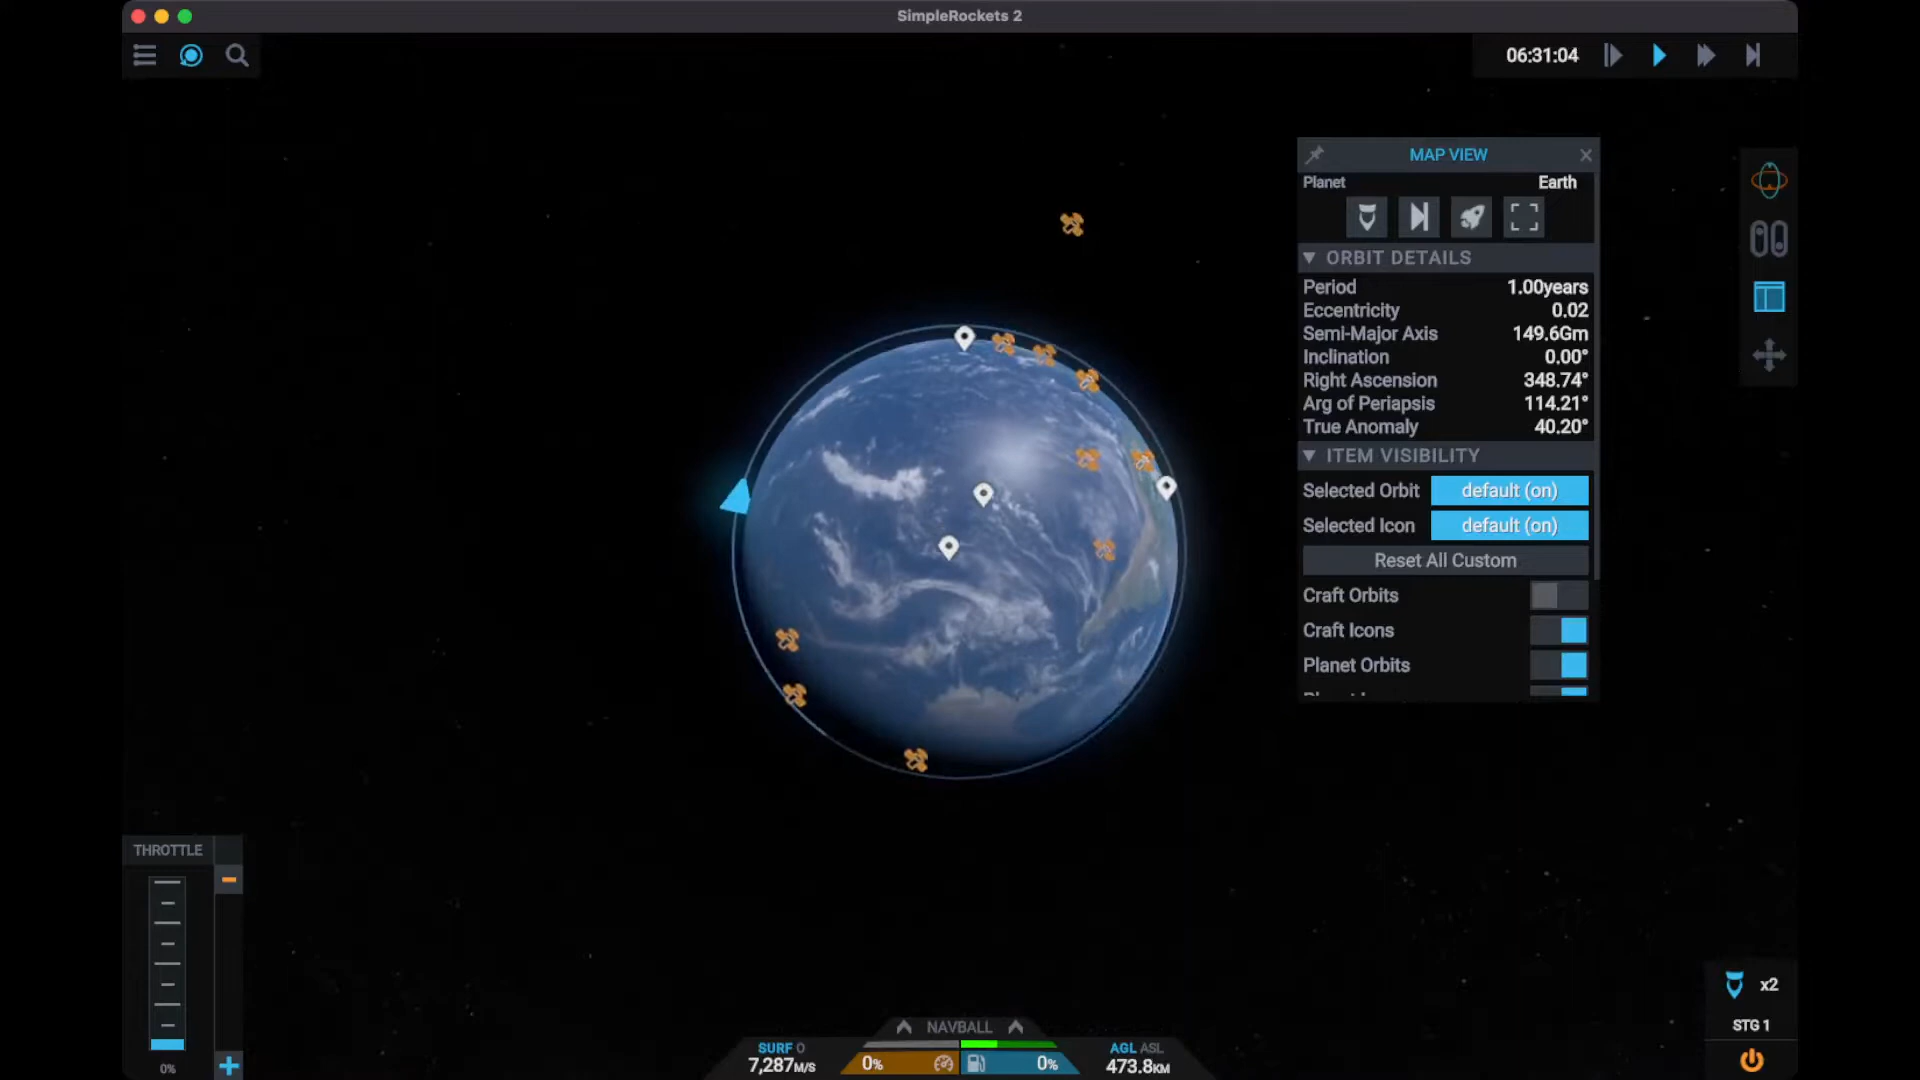 SimpleRockets 2
06:31:04
MAP VIEW
Planet Earth
ORBIT DETAILS
Period 1.00years
Eccentricity 0.02
Semi-Major Axis 149.6Gm
Inclination 0.00°
Right Ascension 348.74°
Arg of Periapsis 114.21°
True Anomaly 40.20°
ITEM VISIBILITY
Selected Orbit default (on)
Selected Icon default (on)
Reset All Custom
Craft Orbits
Craft Icons
Planet Orbits
THROTTLE
0%
NAVBALL
SURF O
7,287M/S
0%
0%
AGL ASL
473.8KM
x2
STG 1